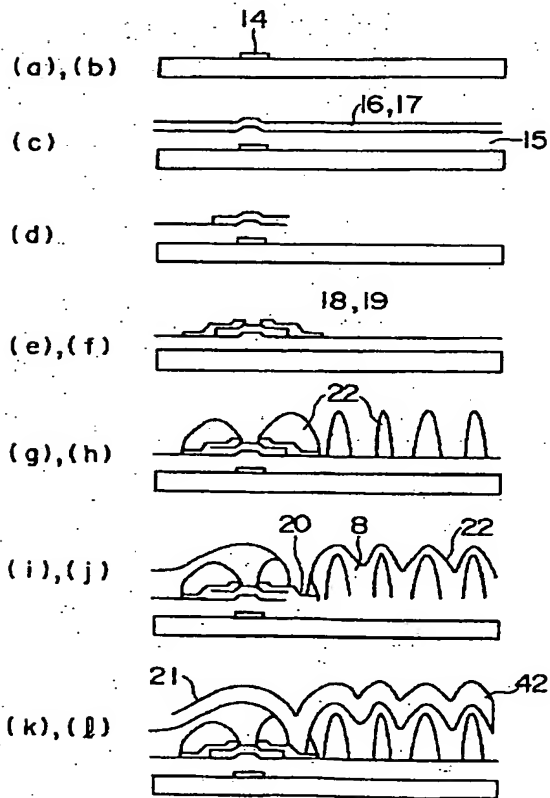 14
(a),(b)
16,17
(c)
15
(d)
18,19
(e),(f)
22
(g),(h)
20 8 22
(i),(j)
21 42
(k),(l)